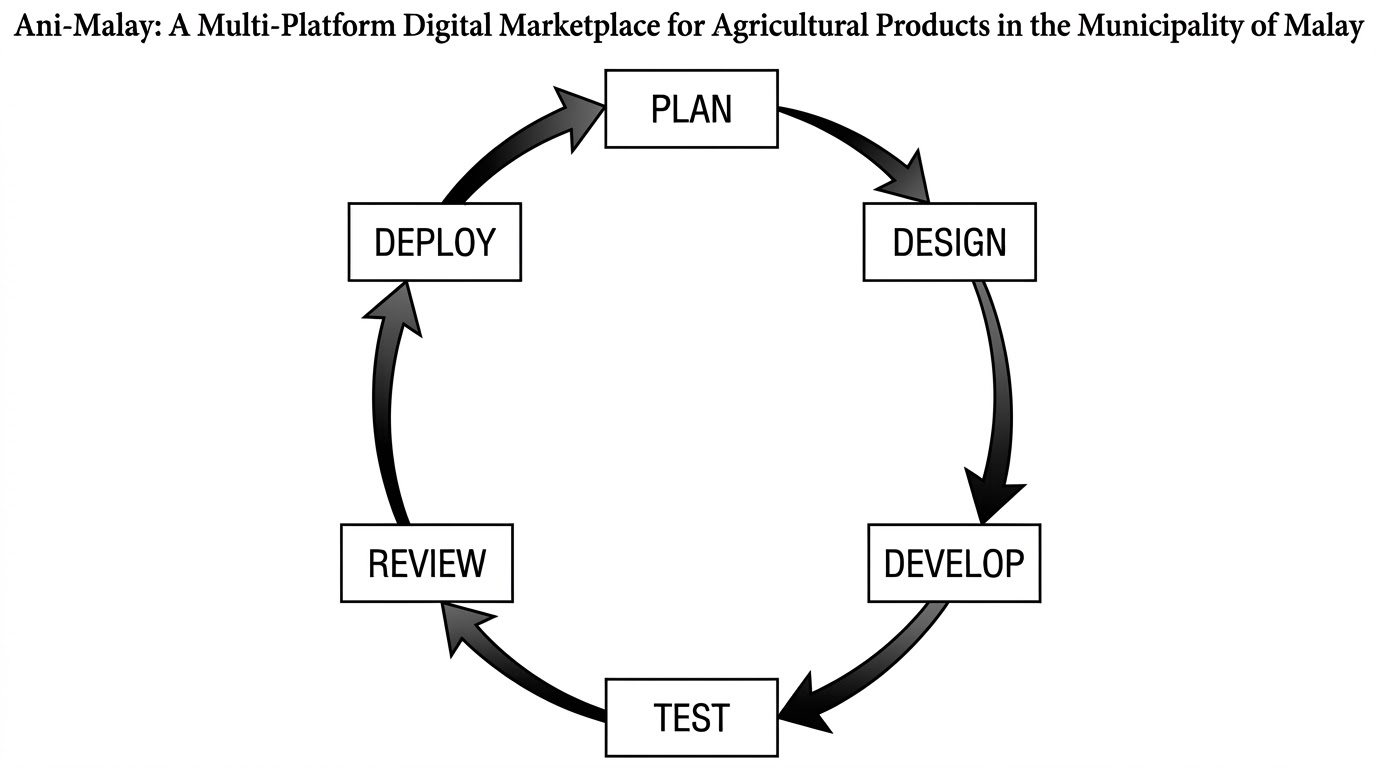 Ani-Malay: A Multi-Platform Digital Marketplace for Agricultural Products in the Municipality of Malay
PLAN
DESIGN
DEVELOP
TEST
REVIEW
DEPLOY